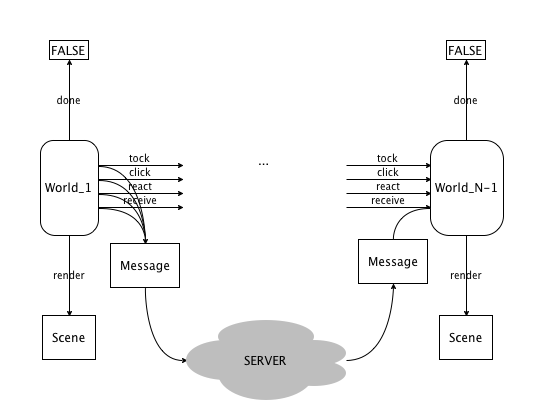 FALSE
FALSE
done
done
tock
click
react
receive
...
tock
click
react
receive
World_1
World_N-1
Message
Message
render
render
Scene
Scene
SERVER